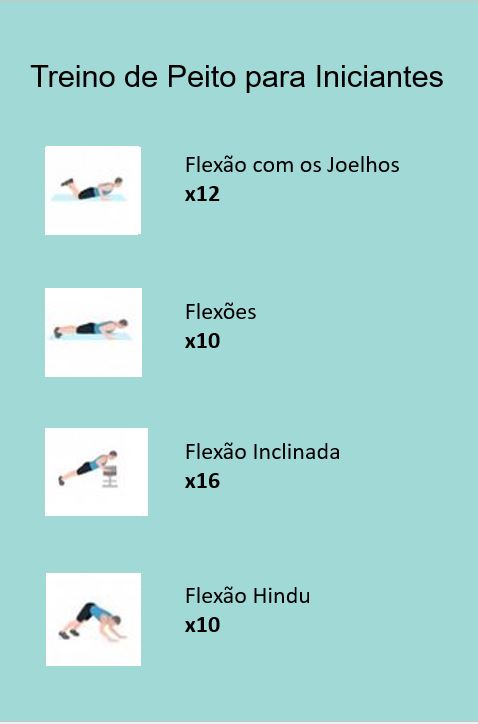 Treino de Peito para Iniciantes
Flexão com os Joelhos
x12
Flexões
x10
Flexão Inclinada
x16
Flexão Hindu
x10